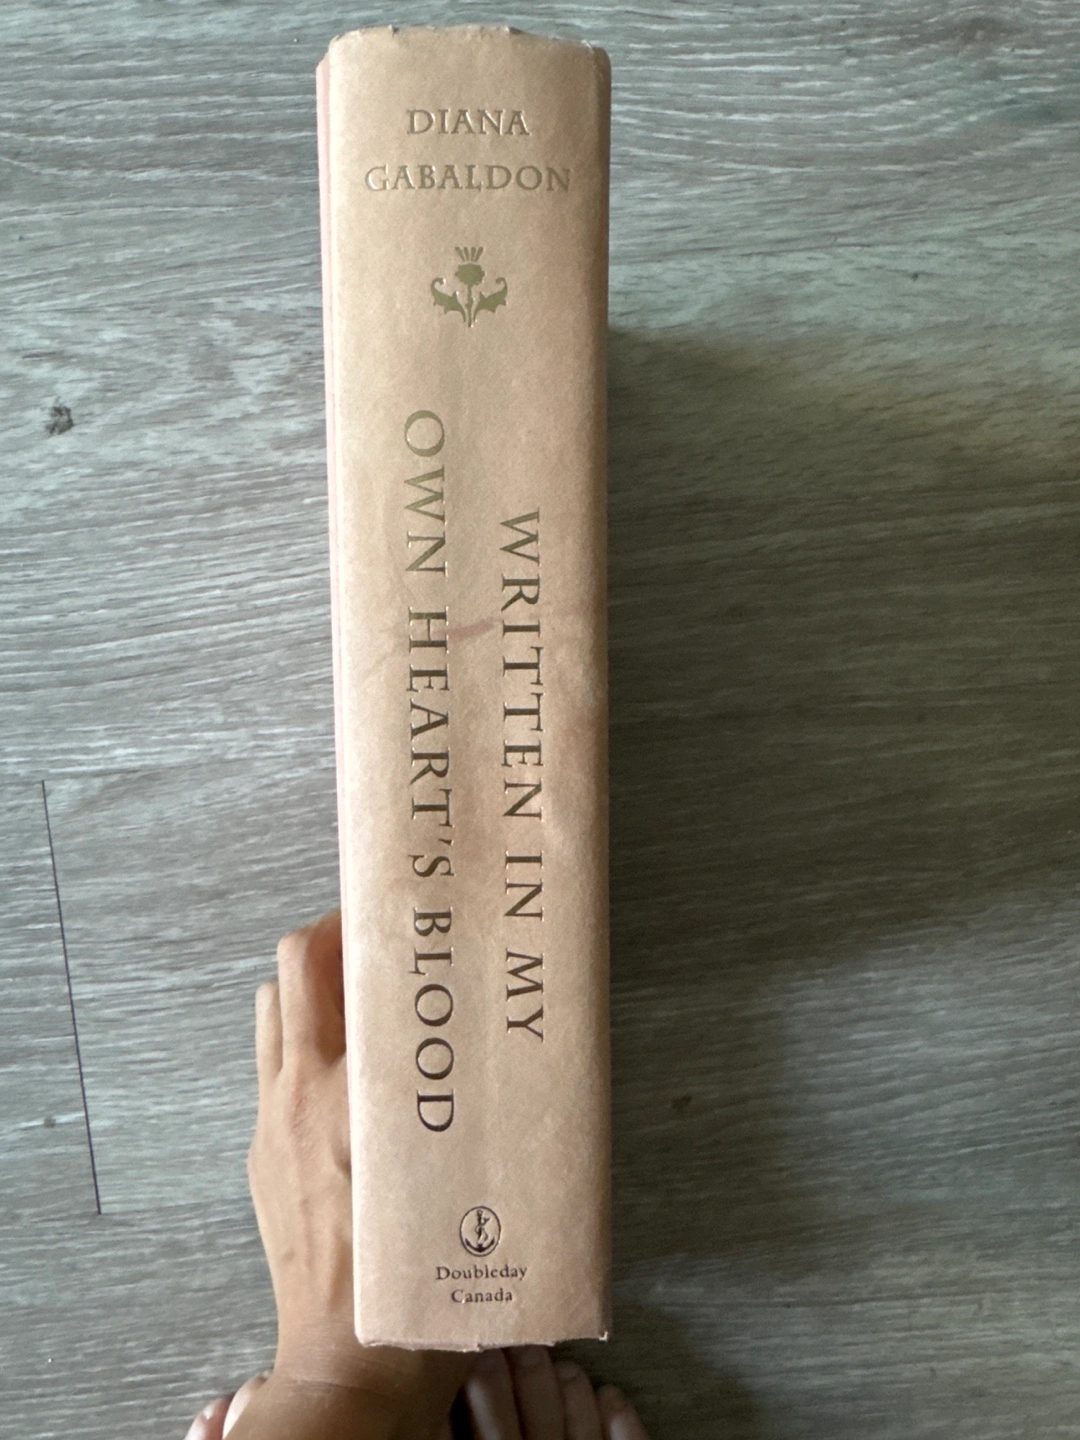 DIANA
GABALDON
WRITTEN IN MY
OWN HEART'S BLOOD
Doubleday
Canada